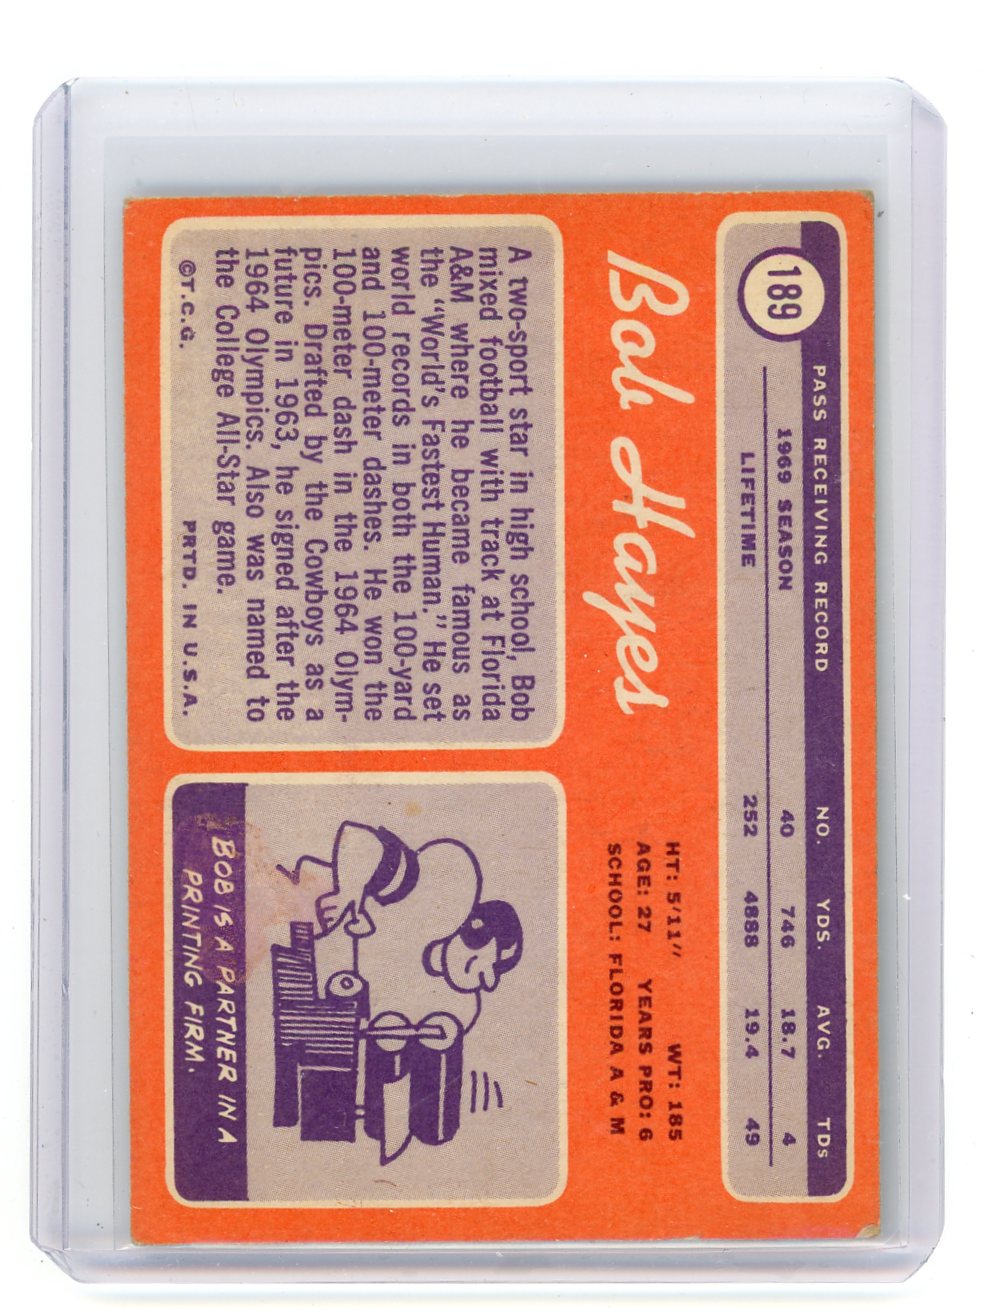 189
PASS RECEIVING RECORD NO. YDS. AVG. TDS
1969 SEASON 40 746 18.7 4
LIFETIME 252 4888 19.4 49
Bob Hayes
HT: 5'11" WT: 185
AGE: 27 YEARS PRO: 6
SCHOOL: FLORIDA A & M
A two-sport star in high school, Bob
mixed football with track at Florida
A&M where he became famous as
the "World's Fastest Human." He set
world records in both the 100-yard
and 100-meter dashes. He won the
100-meter dash in the 1964 Olym-
pics. Drafted by the Cowboys as a
future in 1963, he signed after the
1964 Olympics. Also was named to
the College All-Star game.
©T.C.G. PRTD. IN U.S.A.
BOB IS A PARTNER IN A
PRINTING FIRM.